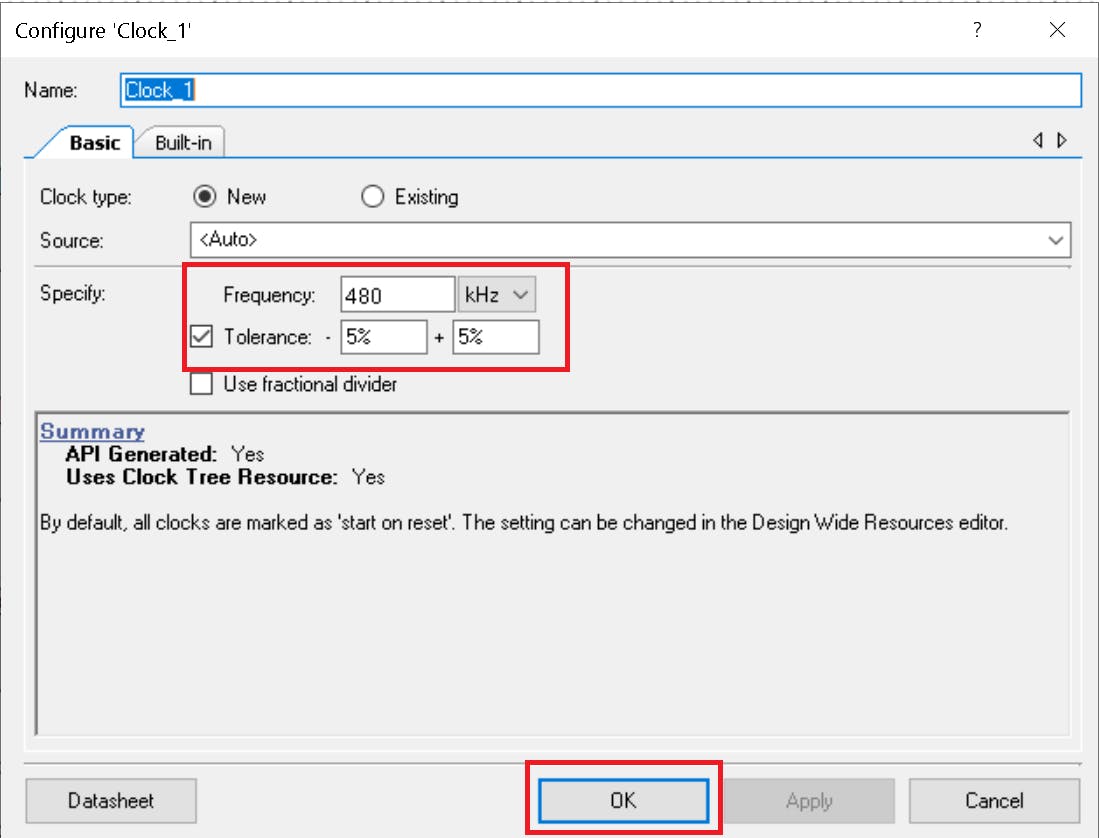 Configure 'Clock_1'
?
Name: Clock_1
Basic Built-in
Clock type: New Existing
Source: <Auto>
Specify: Frequency: 480 kHz
Tolerance: - 5% + 5%
Use fractional divider
Summary
API Generated: Yes
Uses Clock Tree Resource: Yes
By default, all clocks are marked as 'start on reset'. The setting can be changed in the Design Wide Resources editor.
Datasheet OK Apply Cancel